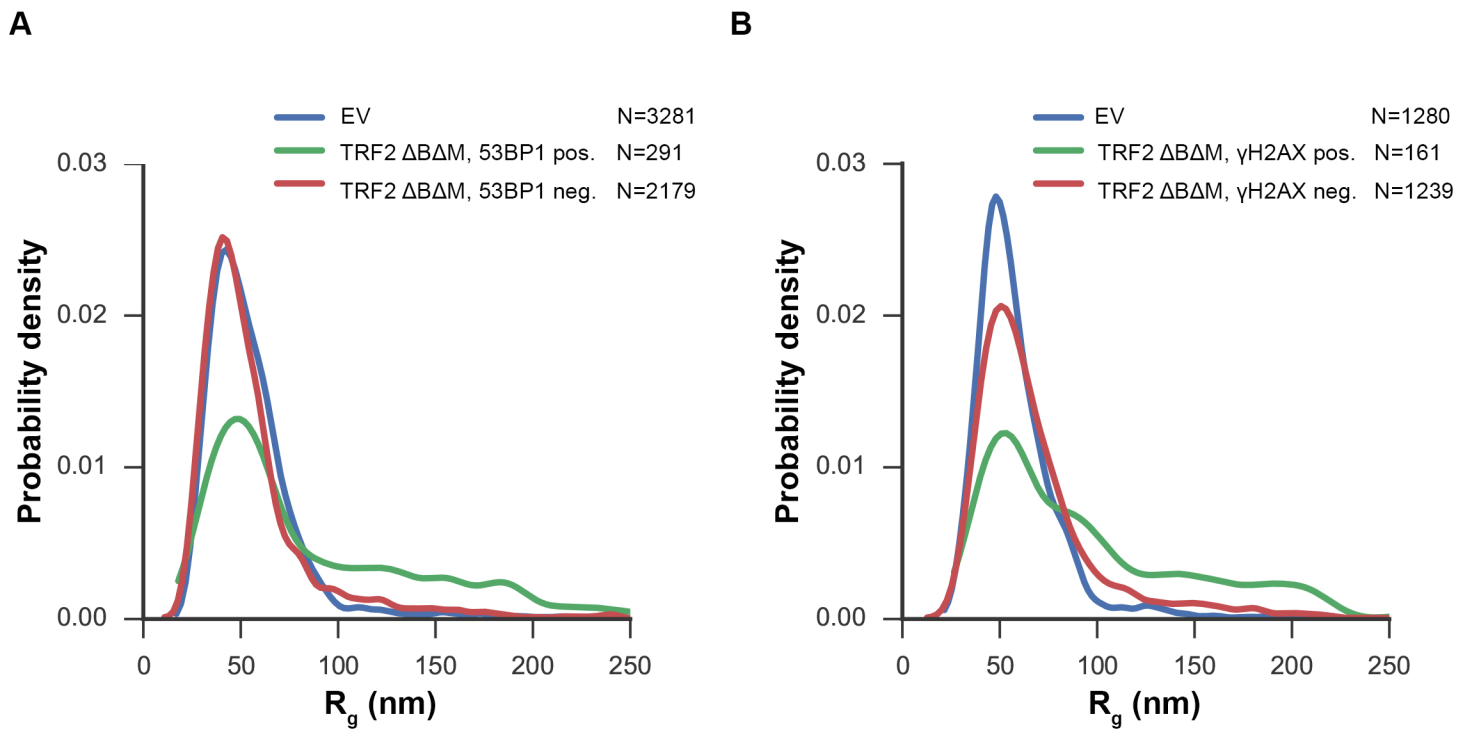 A
EV N=3281
TRF2 ΔBΔM, 53BP1 pos. N=291
TRF2 ΔBΔM, 53BP1 neg. N=2179
0.03
0.02
0.01
0.00
Probability density
0 50 100 150 200 250
Rg (nm)
B
EV N=1280
TRF2 ΔBΔM, γH2AX pos. N=161
TRF2 ΔBΔM, γH2AX neg. N=1239
0.03
0.02
0.01
0.00
Probability density
0 50 100 150 200 250
Rg (nm)